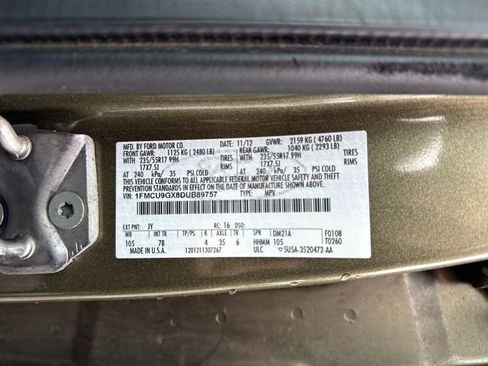 MFD. BY FORD MOTOR CO. 11/12 GVWR: 2159 KG ( 4760 LB)
FRONT GAWR: 1125 KG ( 2480 LB) REAR GAWR: 1040 KG ( 2293 LB)
WITH 235/55R17 99H TIRES WITH 235/55R17 99H TIRES
17X7.5J RIMS 17X7.5J RIMS
AT 240 kPa/ 35 PSI COLD AT 240 kPa/ 35 PSI COLD
THIS VEHICLE CONFORMS TO ALL APPLICABLE FEDERAL MOTOR VEHICLE SAFETY
AND THEFT PREVENTION STANDARDS IN EFFECT ON THE DATE OF MANUFACTURE SHOWN ABOVE.
VIN: 1FMCU9GX8DUB89757
TYPE: MPV
EXT PNT: JY RC: 16 DSO:
WB INT TR TP/PS R AXLE TR SPR DM21A F0108
105 7B 4 35 6 HHMM 105 T0260
MADE IN U.S.A. 1201211307267 ULC 5U5A-3520472-AA